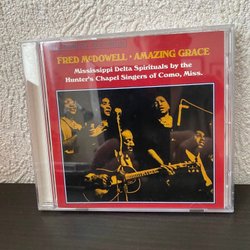 FRED McDOWELL • AMAZING GRACE
Mississippi Delta Spirituals by the
Hunter's Chapel Singers of Como, Miss.